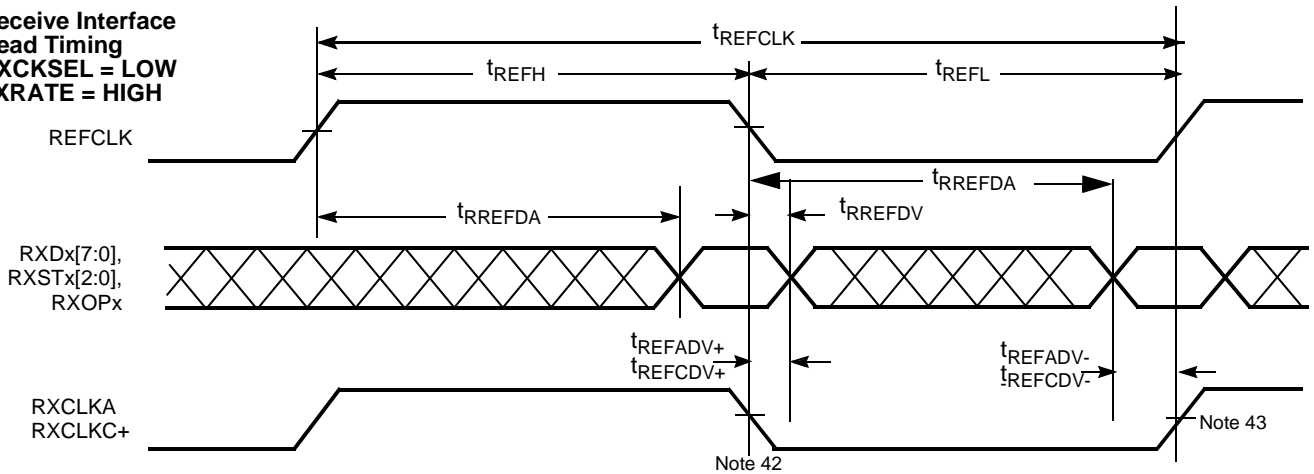 eceive Interface
ead Timing
XCKSEL = LOW
XRATE = HIGH
tREFCLK
tREFH
tREFL
REFCLK
tRREFDA
tRREFDA
tRREFDV
RXDx[7:0],
RXSTx[2:0],
RXOPx
tREFADV+
tREFCDV+
tREFADV-
tREFCDV-
RXCLKA
RXCLKC+
Note 43
Note 42